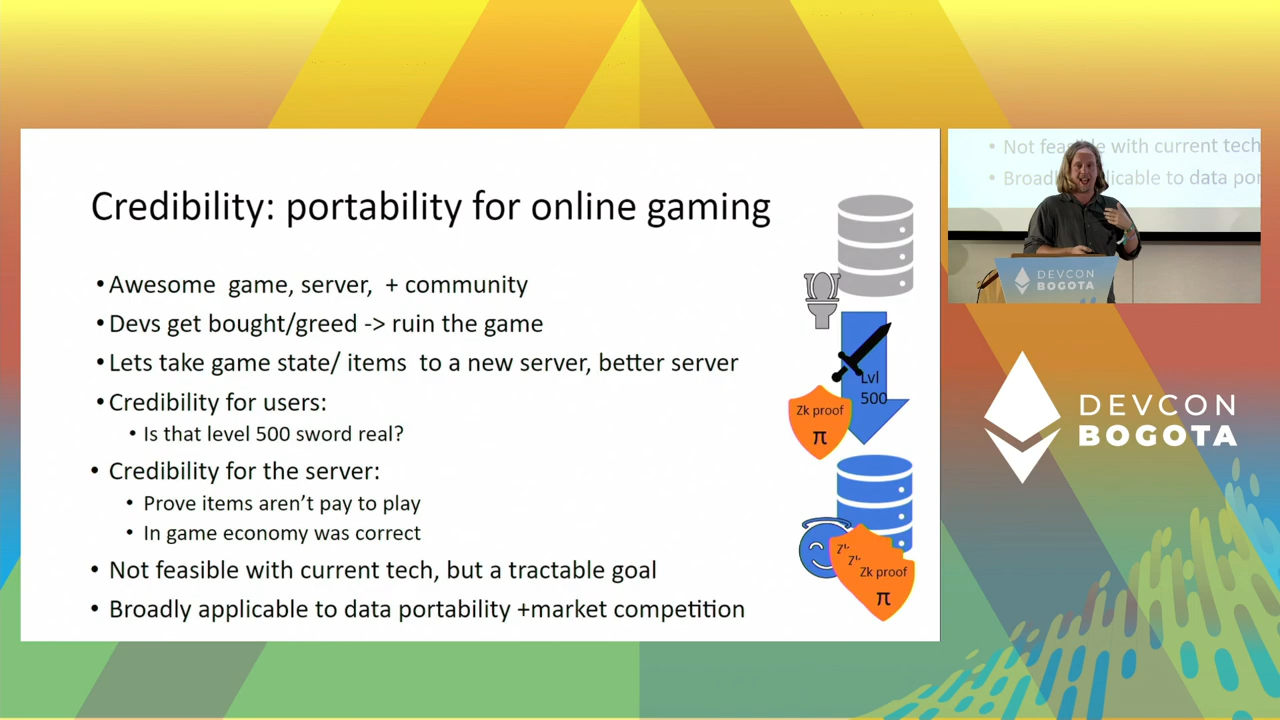 Credibility: portability for online gaming
•Awesome  game, server,  + community
•Devs get bought/greed -> ruin the game
•Lets take game state/ items  to a new server, better server
•Credibility for users:
• Is that level 500 sword real?
• Credibility for the server:
• Prove items aren’t pay to play
• In game economy was correct
• Not feasible with current tech, but a tractable goal
• Broadly applicable to data portability +market competition
Lvl
500
Zk proof
π
Zk proof
π
• Not feasible with current tech
• Broadly applicable to data por
DEVCON
BOGOTA
DEVCON
BOGOTA